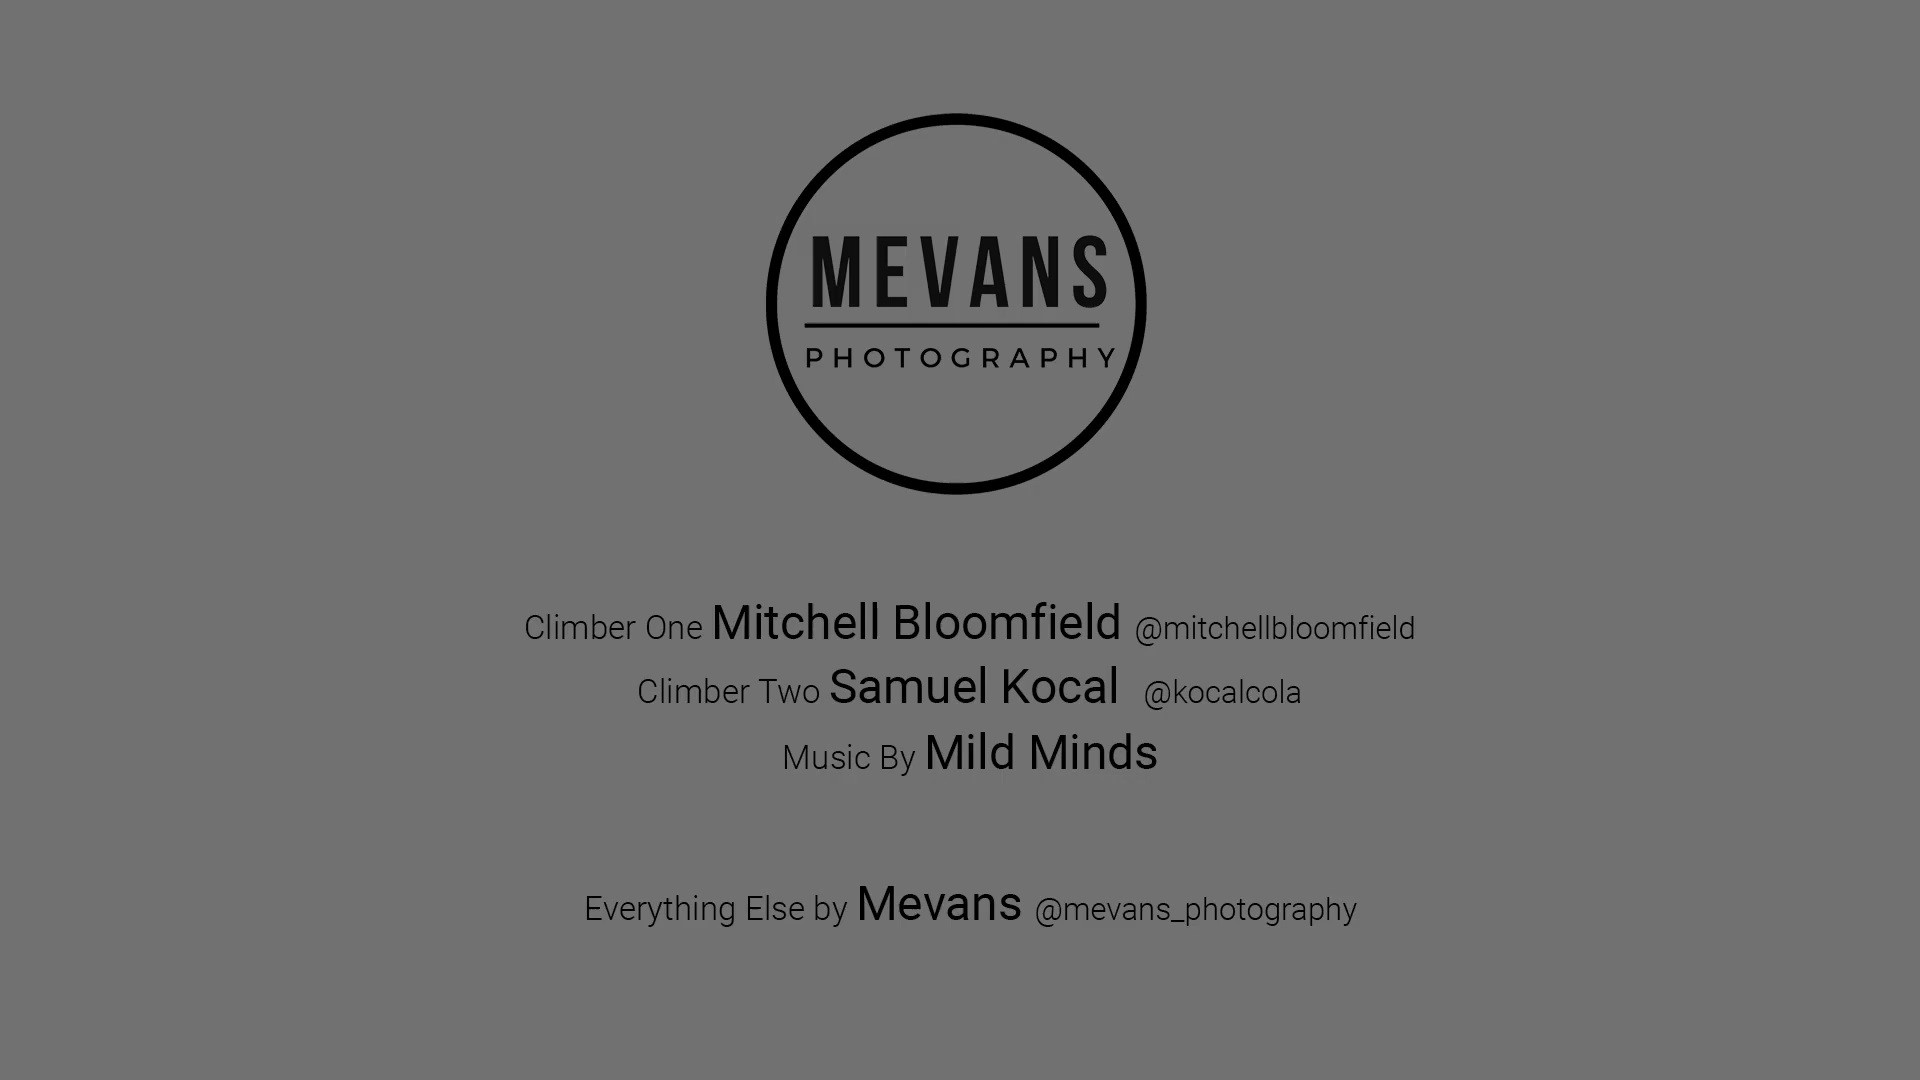 MEVANS
PHOTOGRAPHY
Climber One Mitchell Bloomfield @mitchellbloomfield
Climber Two Samuel Kocal @kocalcola
Music By Mild Minds
Everything Else by Mevans @mevans_photography